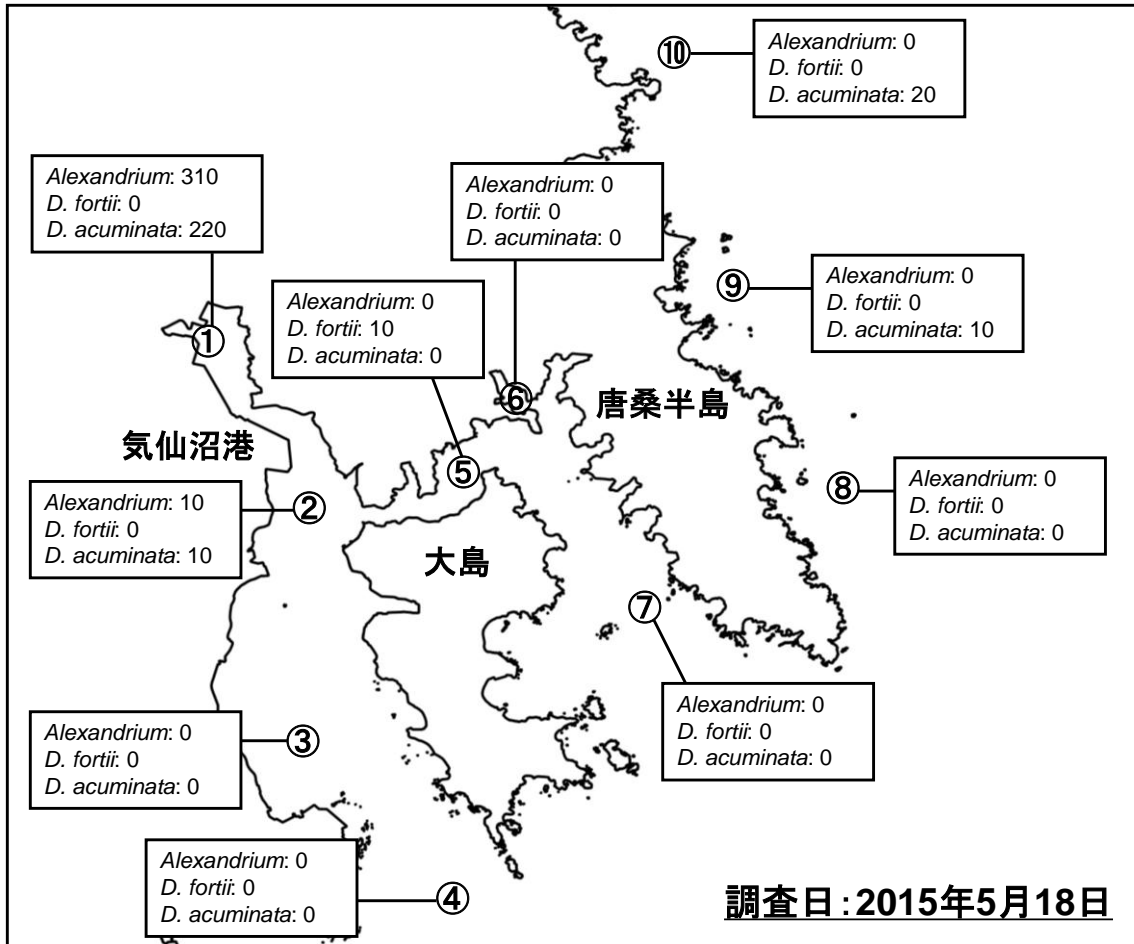 ⑩
Alexandrium: 0
D. fortii: 0
D. acuminata: 20
Alexandrium: 310
D. fortii: 0
D. acuminata: 220
①
Alexandrium: 0
D. fortii: 0
D. acuminata: 0
⑥
Alexandrium: 0
D. fortii: 10
D. acuminata: 0
⑤
⑨
Alexandrium: 0
D. fortii: 0
D. acuminata: 10
唐桑半島
気仙沼港
Alexandrium: 10
D. fortii: 0
D. acuminata: 10
②
大島
⑧
Alexandrium: 0
D. fortii: 0
D. acuminata: 0
⑦
Alexandrium: 0
D. fortii: 0
D. acuminata: 0
Alexandrium: 0
D. fortii: 0
D. acuminata: 0
③
Alexandrium: 0
D. fortii: 0
D. acuminata: 0
④
調査日:2015年5月18日